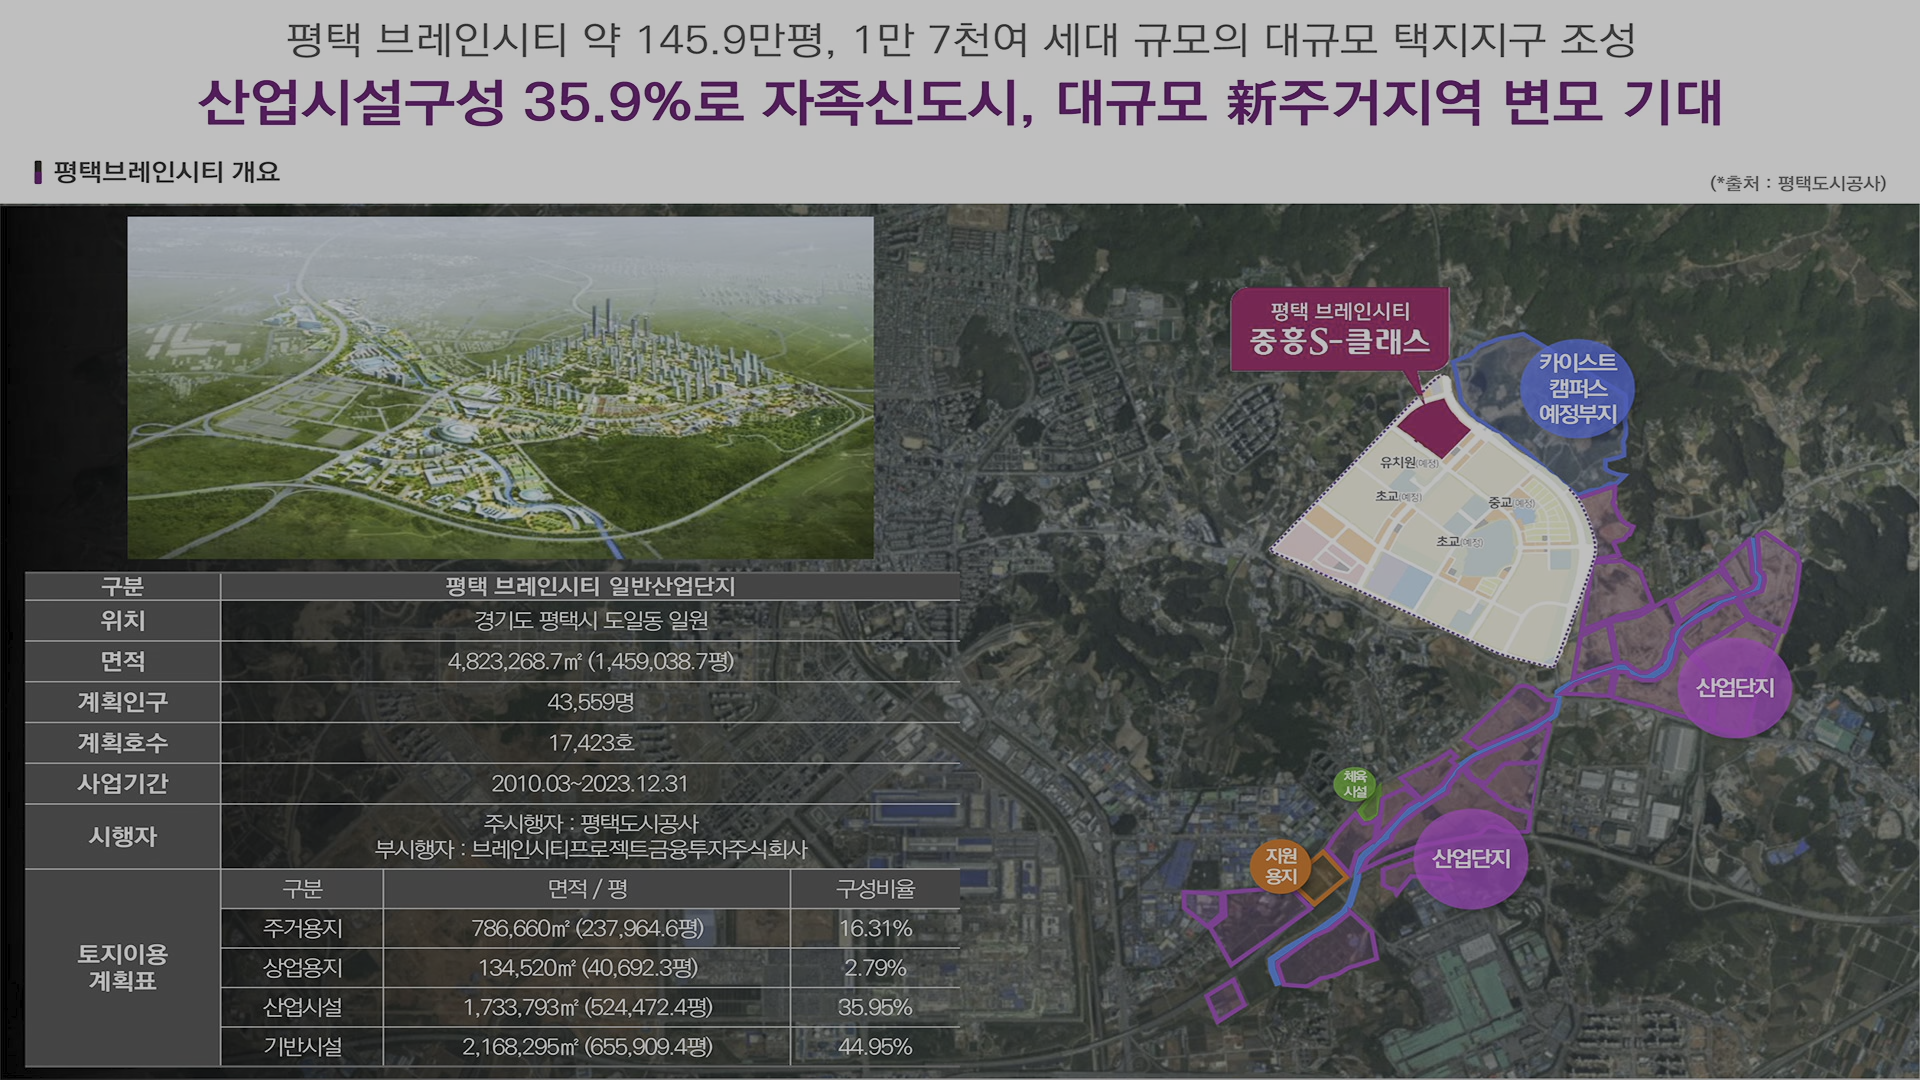 평택 브레인시티 약 145.9만평, 1만 7천여 세대 규모의 대규모 택지지구 조성
산업시설구성 35.9%로 자족신도시, 대규모 新주거지역 변모 기대
평택브레인시티 개요
(*출처 : 평택도시공사)
평택 브레인시티
중흥S-클래스
카이스트
캠퍼스
예정부지
유치원(예정)
초교(예정)
중교(예정)
초교(예정)
산업단지
체육
시설
지원
용지
산업단지
구분 평택 브레인시티 일반산업단지
위치 경기도 평택시 도일동 일원
면적 4,823,268.7㎡ (1,459,038.7평)
계획인구 43,559명
계획호수 17,423호
사업기간 2010.03~2023.12.31
시행자 주시행자 : 평택도시공사
부시행자 : 브레인시티프로젝트금융투자주식회사
토지이용
계획표
구분 면적 / 평 구성비율
주거용지 786,660㎡ (237,964.6평) 16.31%
상업용지 134,520㎡ (40,692.3평) 2.79%
산업시설 1,733,793㎡ (524,472.4평) 35.95%
기반시설 2,168,295㎡ (655,909.4평) 44.95%